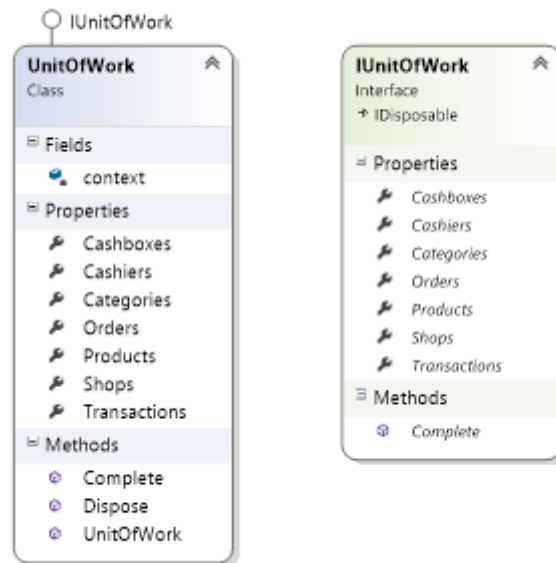 IUnitOfWork
UnitOfWork
Class
Fields
context
Properties
Cashboxes
Cashiers
Categories
Orders
Products
Shops
Transactions
Methods
Complete
Dispose
UnitOfWork
IUnitOfWork
Interface
IDisposable
Properties
Cashboxes
Cashiers
Categories
Orders
Products
Shops
Transactions
Methods
Complete